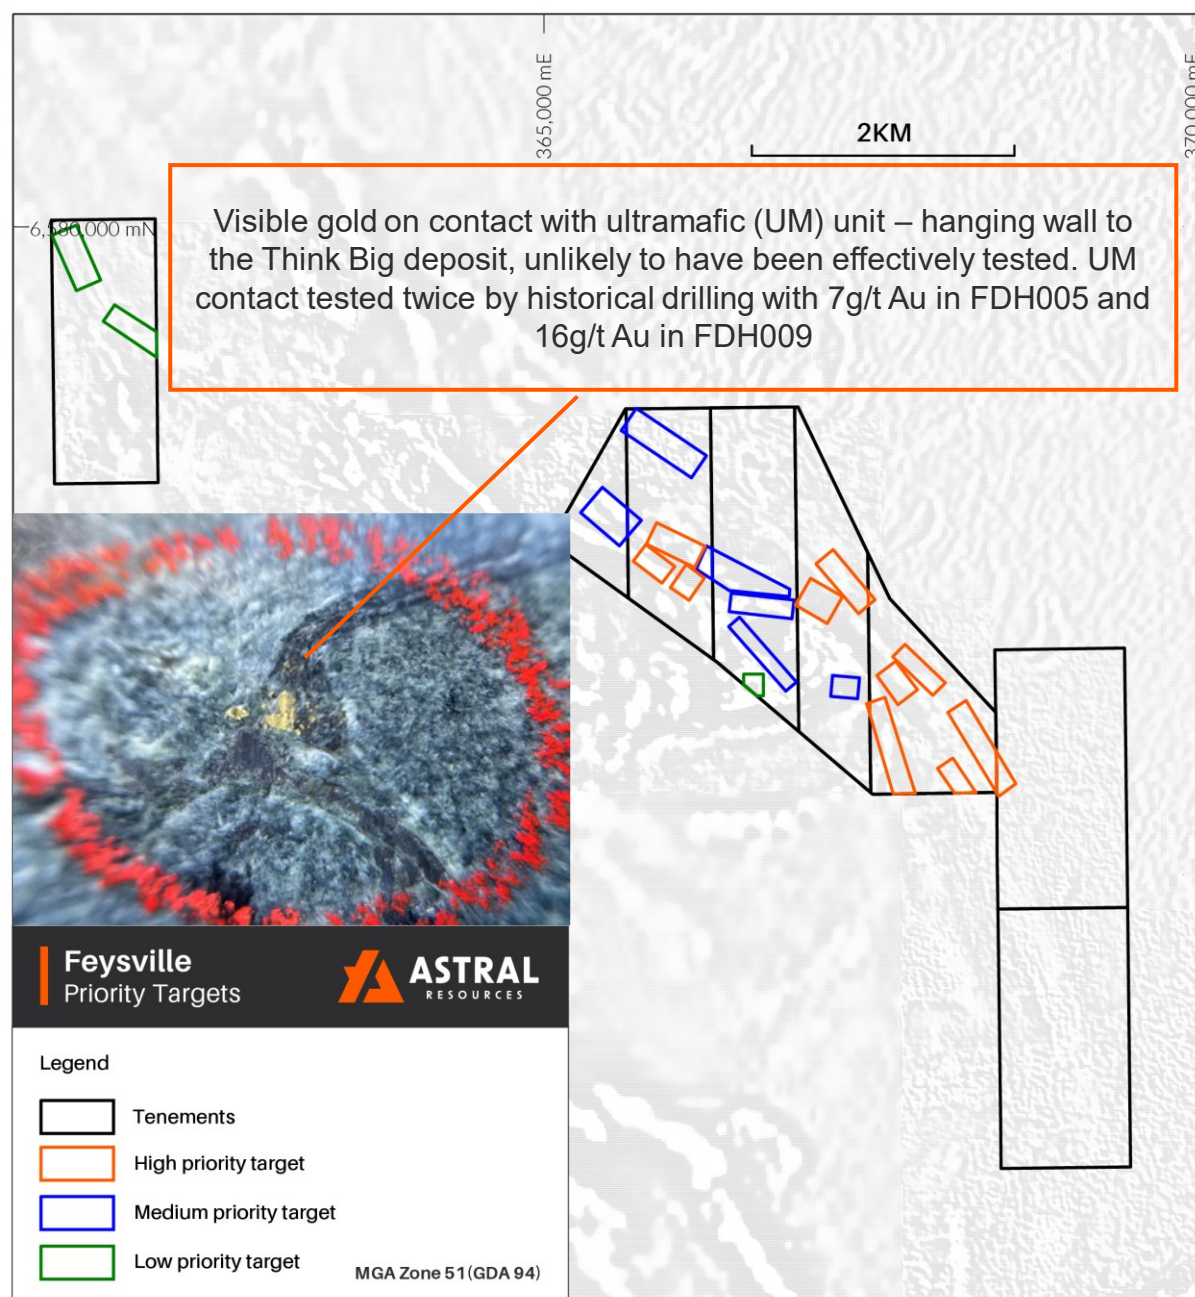 365,000 mE
370,000 mE
2KM
6,580,000 mN
Visible gold on contact with ultramafic (UM) unit – hanging wall to
the Think Big deposit, unlikely to have been effectively tested. UM
contact tested twice by historical drilling with 7g/t Au in FDH005 and
16g/t Au in FDH009
Feysville
Priority Targets
ASTRAL
RESOURCES
Legend
Tenements
High priority target
Medium priority target
Low priority target
MGA Zone 51(GDA 94)